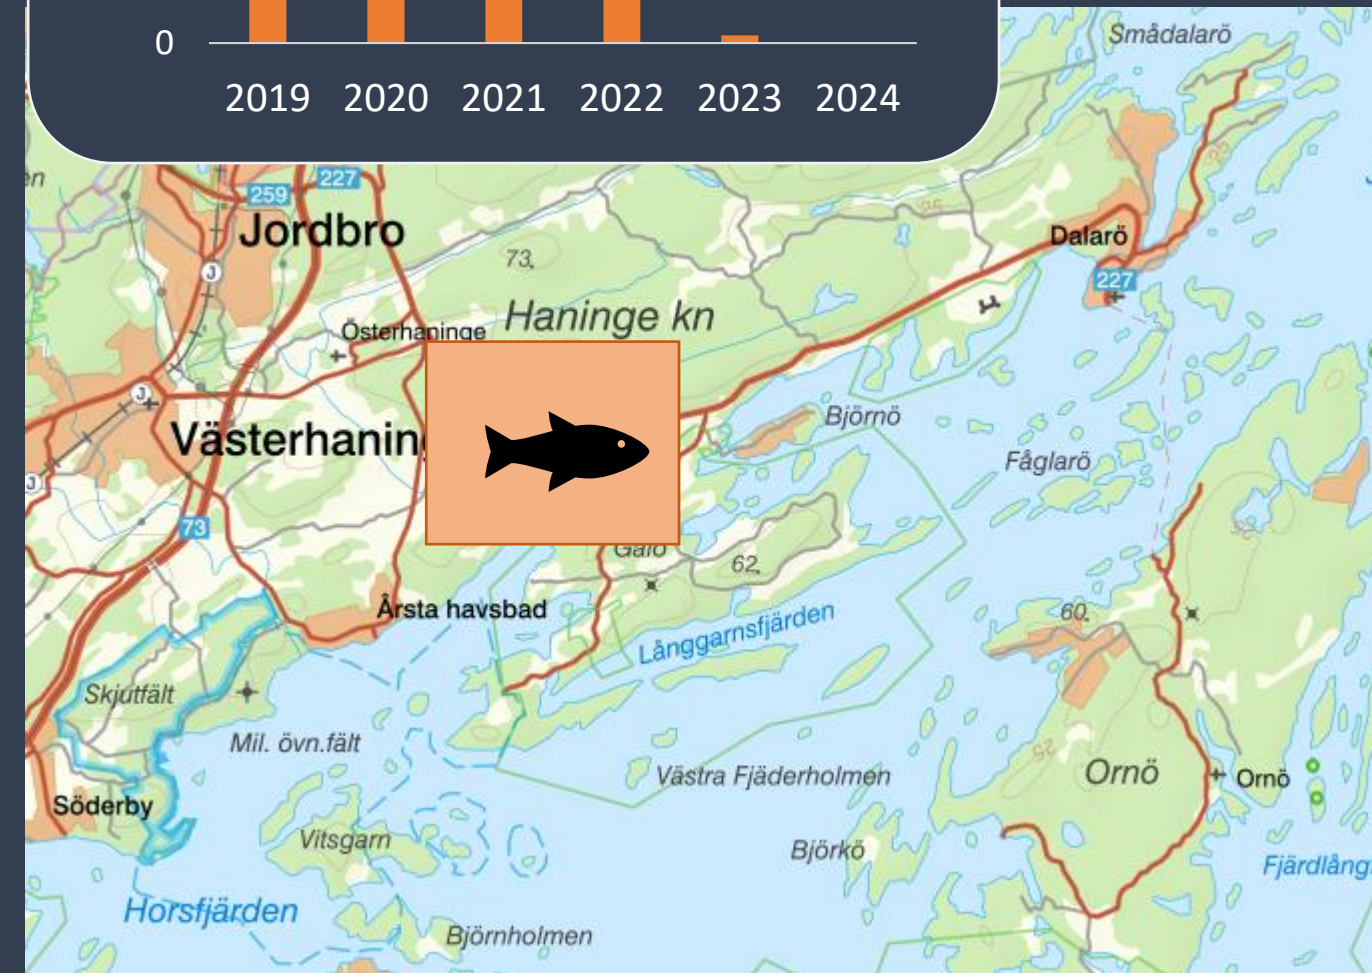 0
2019 2020 2021 2022 2023 2024
Smådalarö
259
227
Jordbro
Dalarö
73
227
Haninge kn
Österhaninge
Björnö
Västerhanin
Fåglarö
73
Gålö
62
Årsta havsbad
60
Långgarnsfjärden
Skjutfält
Mil. övn.fält
Västra Fjäderholmen
Ornö
Ornö
Söderby
Vitsgarn
Björkö
Fjärdlång
Horsfjärden
Björnholmen